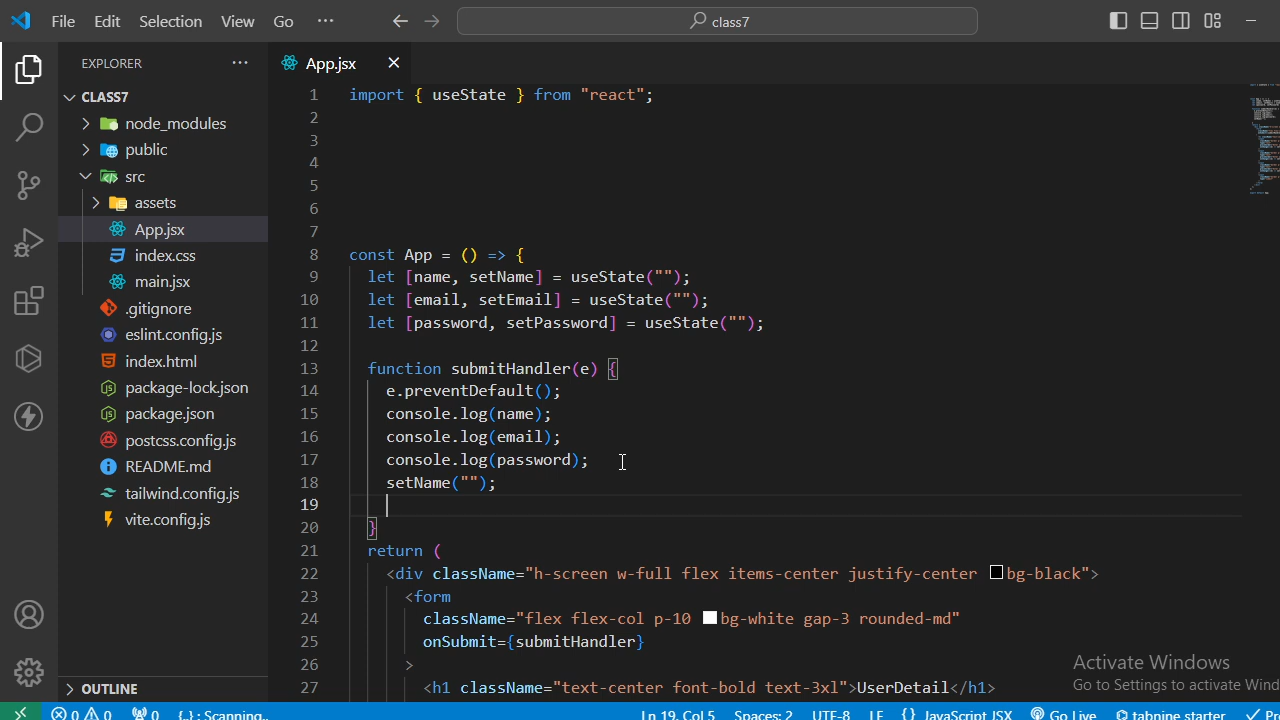 File Edit Selection View Go ··· class7
EXPLORER ···
App.jsx
CLASS7
node_modules
public
src
assets
App.jsx
index.css
main.jsx
.gitignore
eslint.config.js
index.html
package-lock.json
package.json
postcss.config.js
README.md
tailwind.config.js
vite.config.js
OUTLINE
1 import { useState } from "react";
2
3
4
5
6
7
8 const App = () => {
9 let [name, setName] = useState("");
10 let [email, setEmail] = useState("");
11 let [password, setPassword] = useState("");
12
13 function submitHandler(e) {
14 e.preventDefault();
15 console.log(name);
16 console.log(email);
17 console.log(password);
18 setName("");
19
20 }
21 return (
22 <div className="h-screen w-full flex items-center justify-center bg-black">
23 <form
24 className="flex flex-col p-10 bg-white gap-3 rounded-md"
25 onSubmit={submitHandler}
26 >
27 <h1 className="text-center font-bold text-3xl">UserDetail</h1>
Activate Windows
Go to Settings to activate Wind
0 0 0 {..}: Scanning.. Ln 19, Col 5 Spaces: 2 UTF-8 LF {} JavaScript JSX Go Live tabnine starter